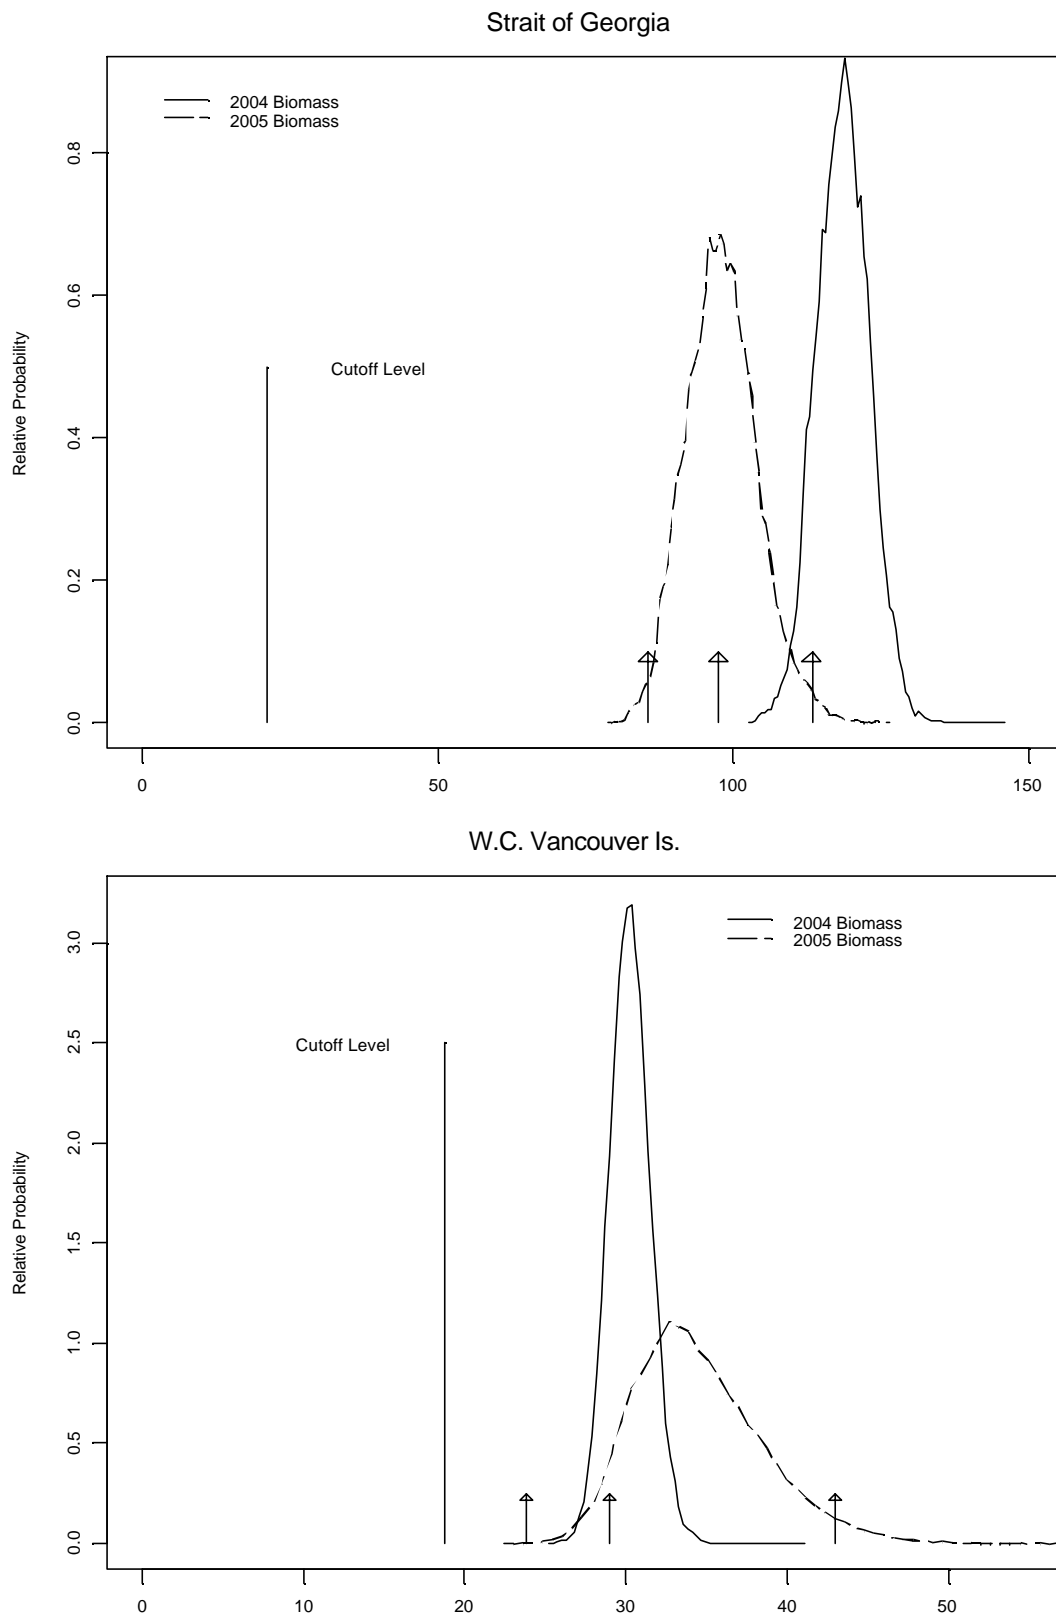 Strait of Georgia
2004 Biomass
2005 Biomass
Cutoff Level
Relative Probability
0.8
0.6
0.4
0.2
0.0
0 50 100 150
W.C. Vancouver Is.
2004 Biomass
2005 Biomass
Cutoff Level
Relative Probability
3.0
2.5
2.0
1.5
1.0
0.5
0.0
0 10 20 30 40 50